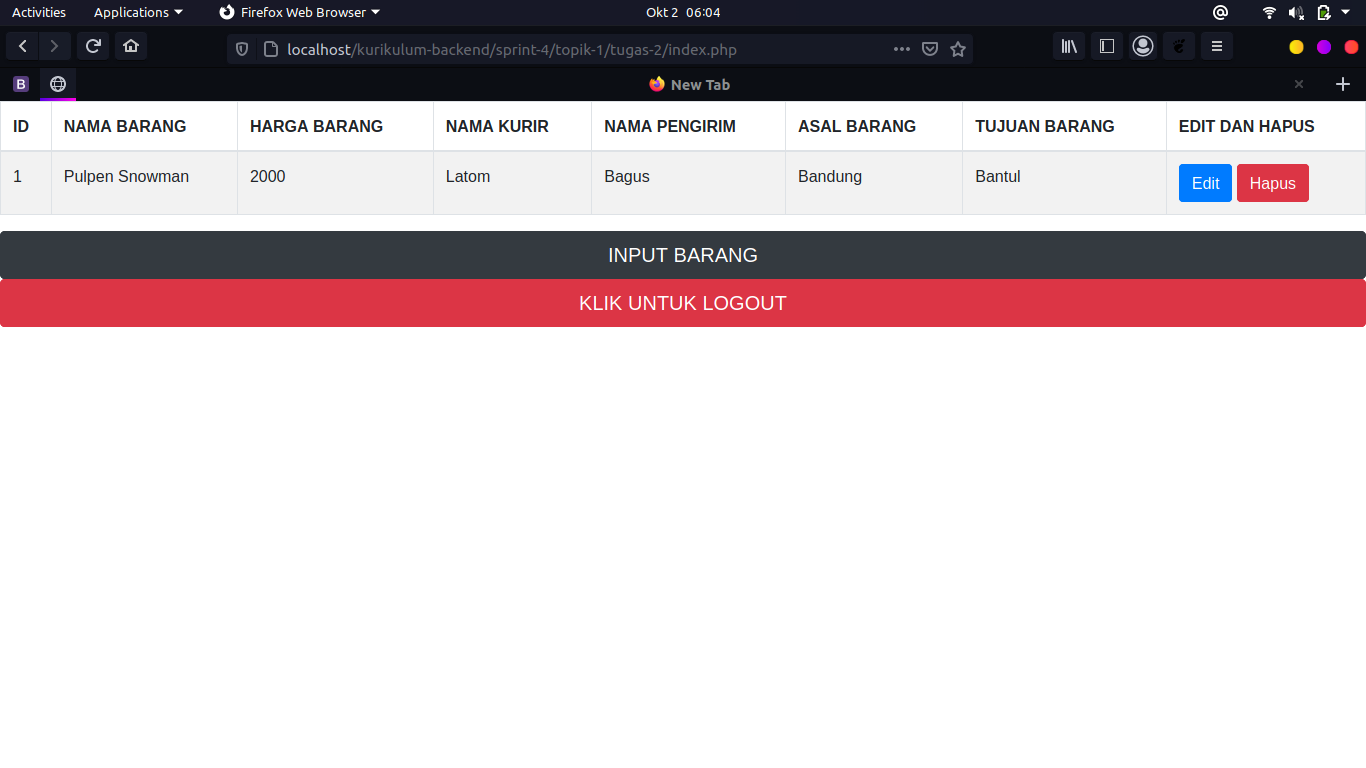 Activities Applications Firefox Web Browser Okt 2 06:04
localhost/kurikulum-backend/sprint-4/topik-1/tugas-2/index.php
B New Tab
ID NAMA BARANG HARGA BARANG NAMA KURIR NAMA PENGIRIM ASAL BARANG TUJUAN BARANG EDIT DAN HAPUS
1 Pulpen Snowman 2000 Latom Bagus Bandung Bantul Edit Hapus
INPUT BARANG
KLIK UNTUK LOGOUT